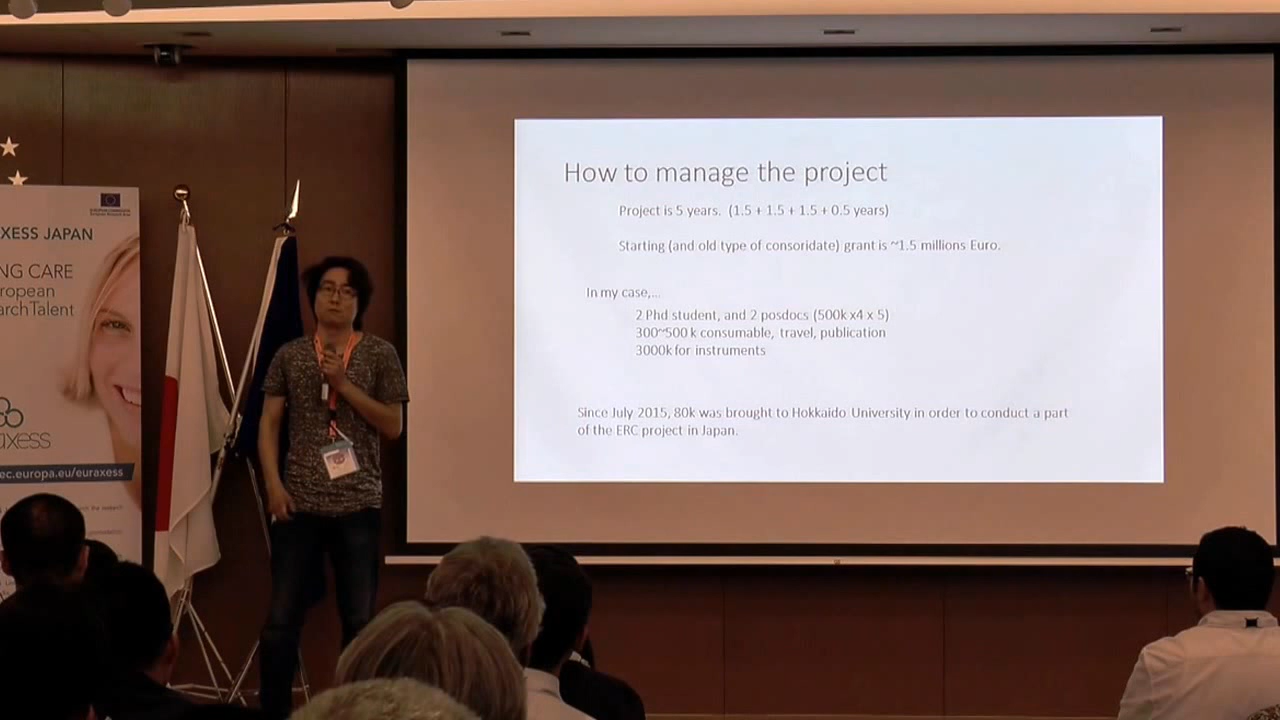 How to manage the project
Project is 5 years. (1.5 + 1.5 + 1.5 + 0.5 years)
Starting (and old type of consoridate) grant is ~1.5 millions Euro.
In my case,...
2 Phd student, and 2 posdocs (500k x4 x 5)
300~500 k consumable, travel, publication
3000k for instruments
Since July 2015, 80k was brought to Hokkaido University in order to conduct a part
of the ERC project in Japan.
XESS JAPAN
NG CARE
ropean
archTalent
axess
ec.europa.eu/euraxess